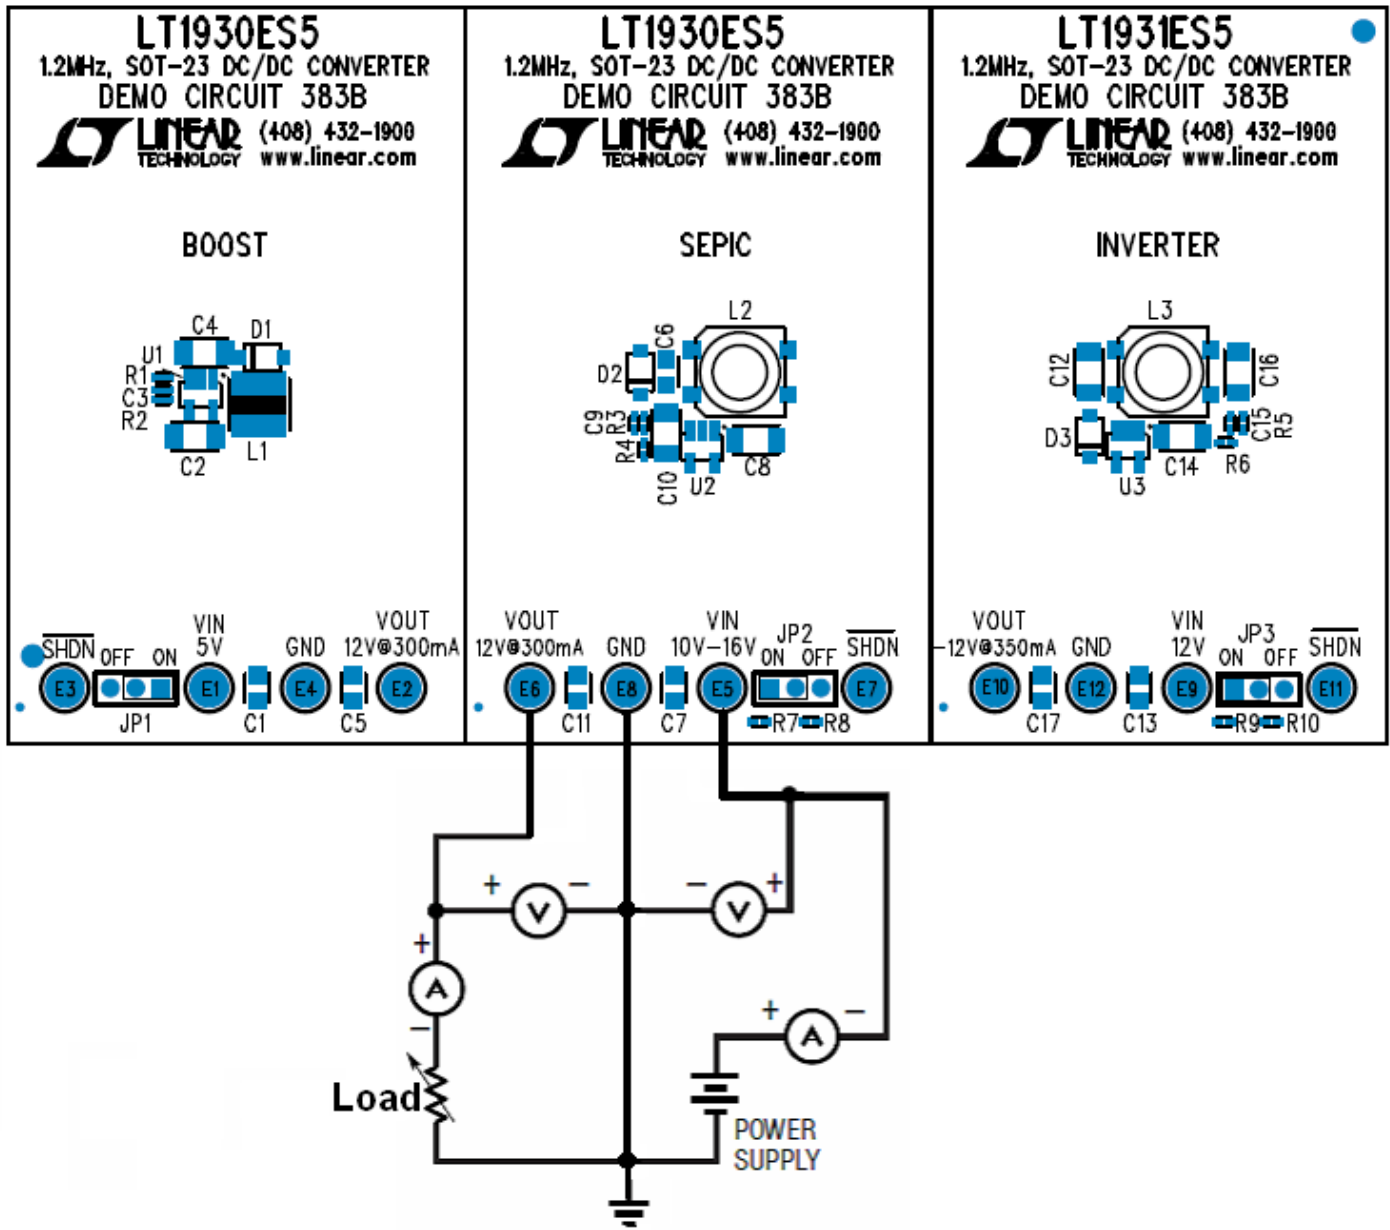 LT1930ES5
1.2MHz, SOT-23 DC/DC CONVERTER
DEMO CIRCUIT 383B
LINEAR (408) 432-1900
TECHNOLOGY www.linear.com
BOOST
C4
D1
U1
R1
C3
R2
C2
L1
VIN
VOUT
SHDN
OFF
ON
5V
GND
12V@300mA
E3
E1
E4
E2
JP1
C1
C5
LT1930ES5
1.2MHz, SOT-23 DC/DC CONVERTER
DEMO CIRCUIT 383B
LINEAR (408) 432-1900
TECHNOLOGY www.linear.com
SEPIC
L2
C6
D2
C9
R3
R4
C10
U2
C8
VOUT
VIN
JP2
12V@300mA
GND
10V-16V
ON
OFF
SHDN
E6
E8
E5
E7
C11
C7
R7
R8
LT1931ES5
1.2MHz, SOT-23 DC/DC CONVERTER
DEMO CIRCUIT 383B
LINEAR (408) 432-1900
TECHNOLOGY www.linear.com
INVERTER
L3
C12
C16
D3
C15
R5
C14
R6
U3
VOUT
VIN
JP3
-12V@350mA
GND
12V
ON
OFF
SHDN
E10
E12
E9
E11
C17
C13
R9
R10
+ V −
− V +
+
A
−
+ A −
Load
POWER
SUPPLY